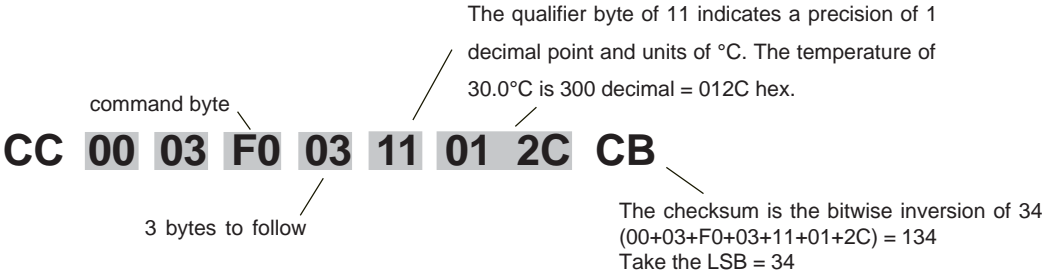 The qualifier byte of 11 indicates a precision of 1
decimal point and units of °C. The temperature of
30.0°C is 300 decimal = 012C hex.
command byte
CC 00 03 F0 03 11 01 2C CB
3 bytes to follow
The checksum is the bitwise inversion of 34
(00+03+F0+03+11+01+2C) = 134
Take the LSB = 34